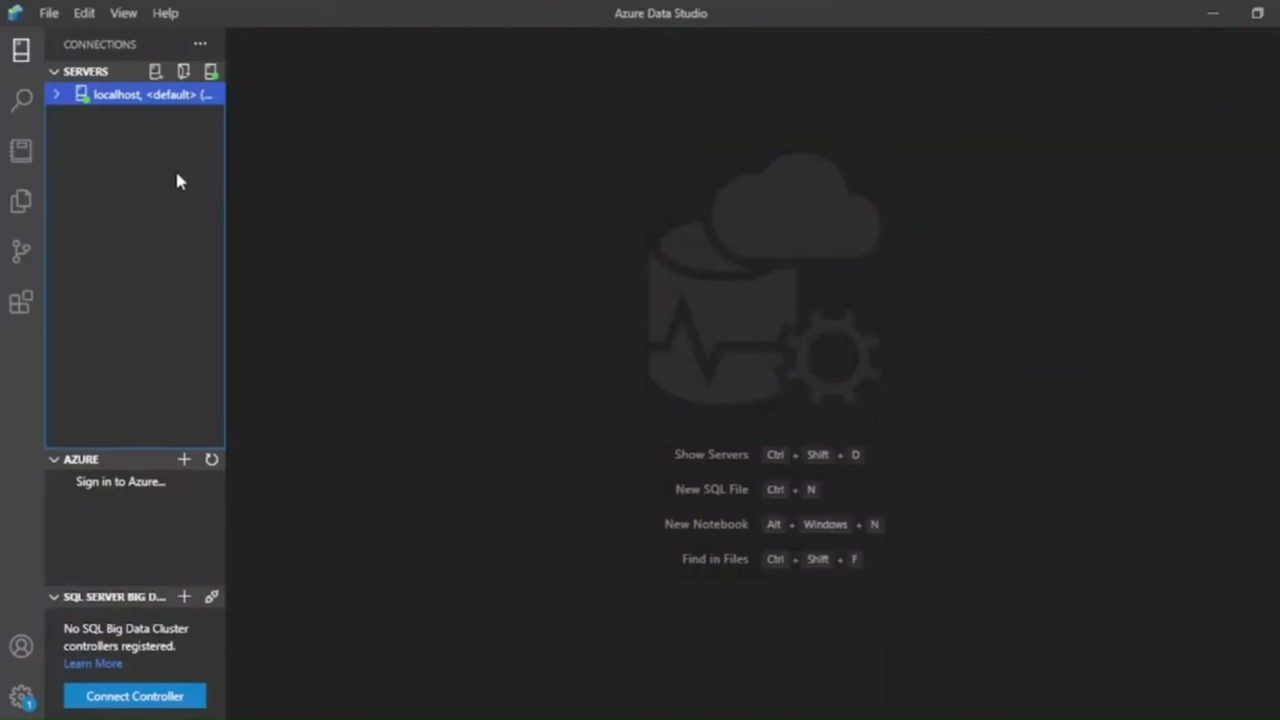 File Edit View Help
Azure Data Studio
CONNECTIONS
SERVERS
localhost, <default> (...
AZURE
Sign in to Azure...
SQL SERVER BIG D...
No SQL Big Data Cluster
controllers registered.
Learn More
Connect Controller
1
Show Servers Ctrl + Shift + D
New SQL File Ctrl + N
New Notebook Alt + Windows + N
Find in Files Ctrl + Shift + F